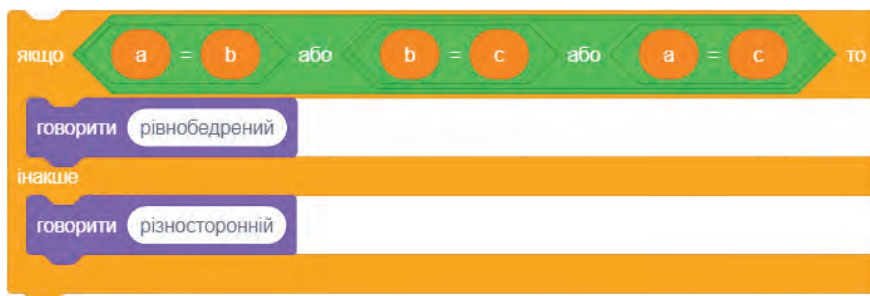 якщо a = b або b = c або a = c то
говорити рівнобедрений
інакше
говорити різносторонній